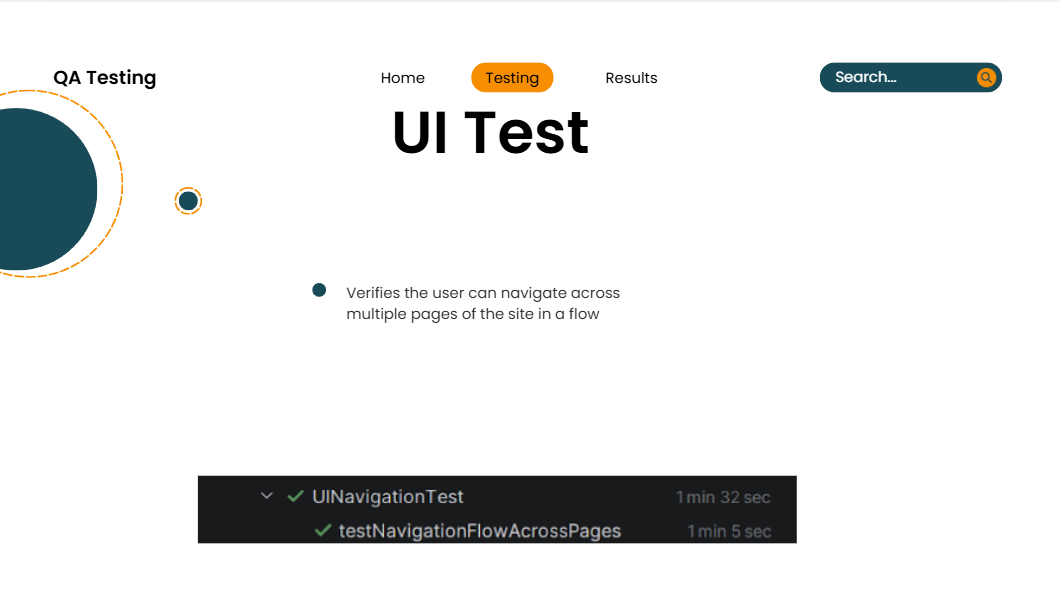 QA Testing
Home
Testing
Results
Search...
UI Test
Verifies the user can navigate across
multiple pages of the site in a flow
UINavigationTest 1 min 32 sec
testNavigationFlowAcrossPages 1 min 5 sec